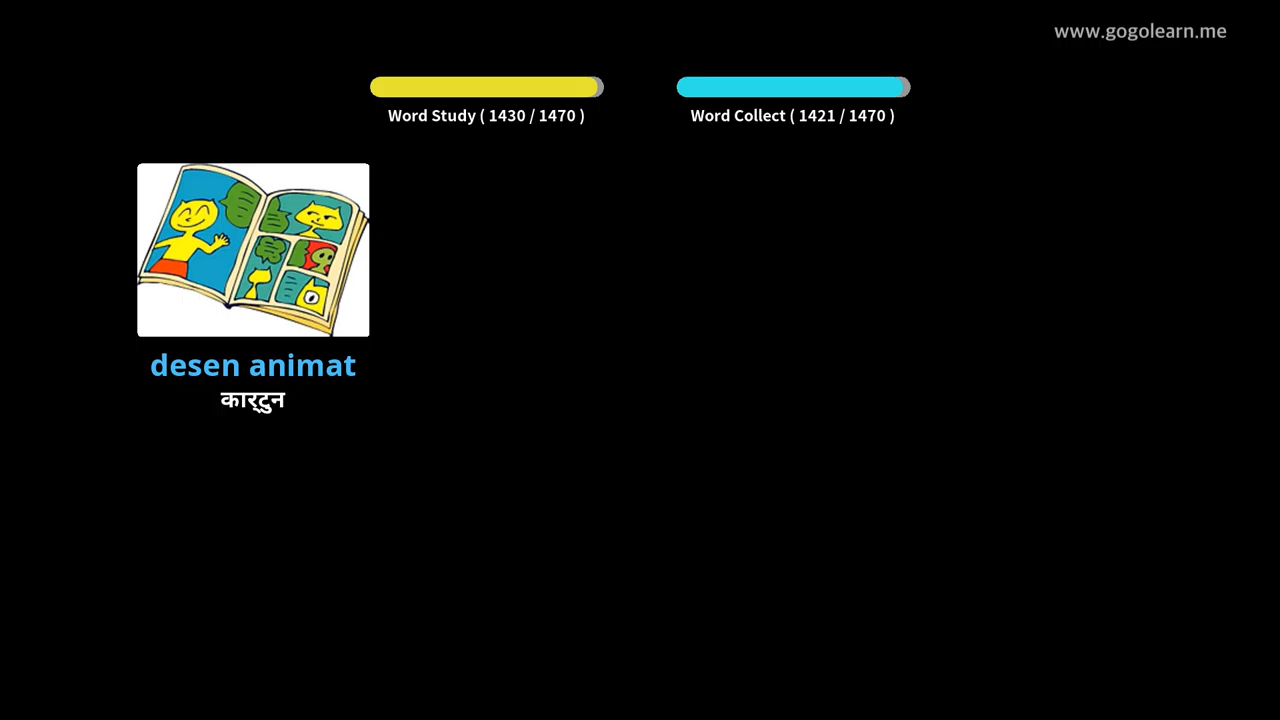 www.gogolearn.me
Word Study ( 1430 / 1470 )
Word Collect ( 1421 / 1470 )
desen animat
कार्टुन